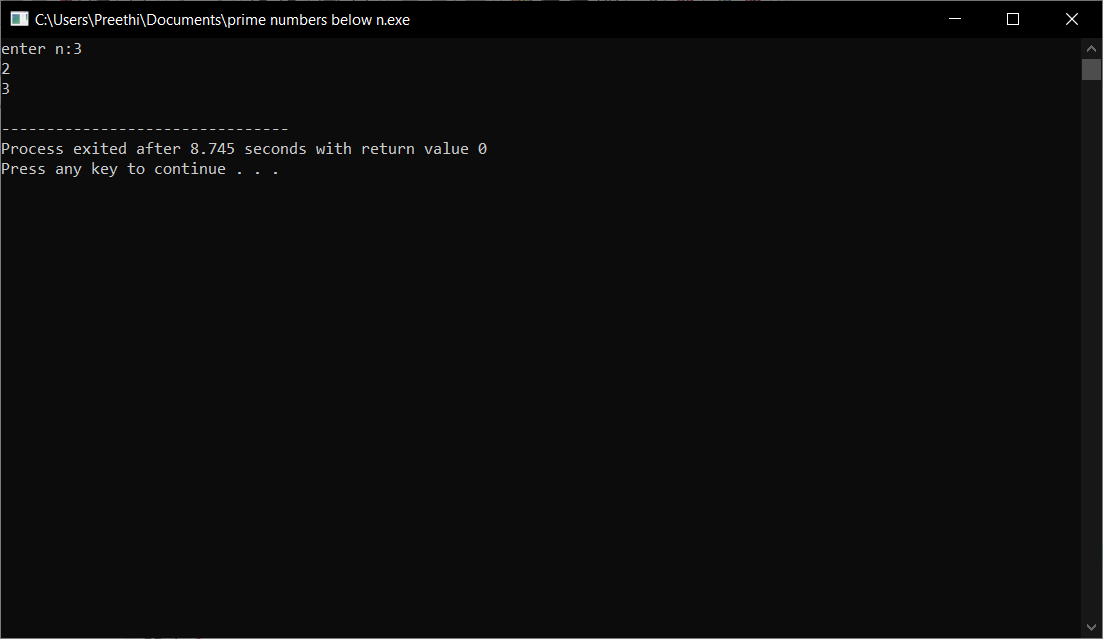 C:\Users\Preethi\Documents\prime numbers below n.exe
enter n:3
2
3
--------------------------------
Process exited after 8.745 seconds with return value 0
Press any key to continue . . .